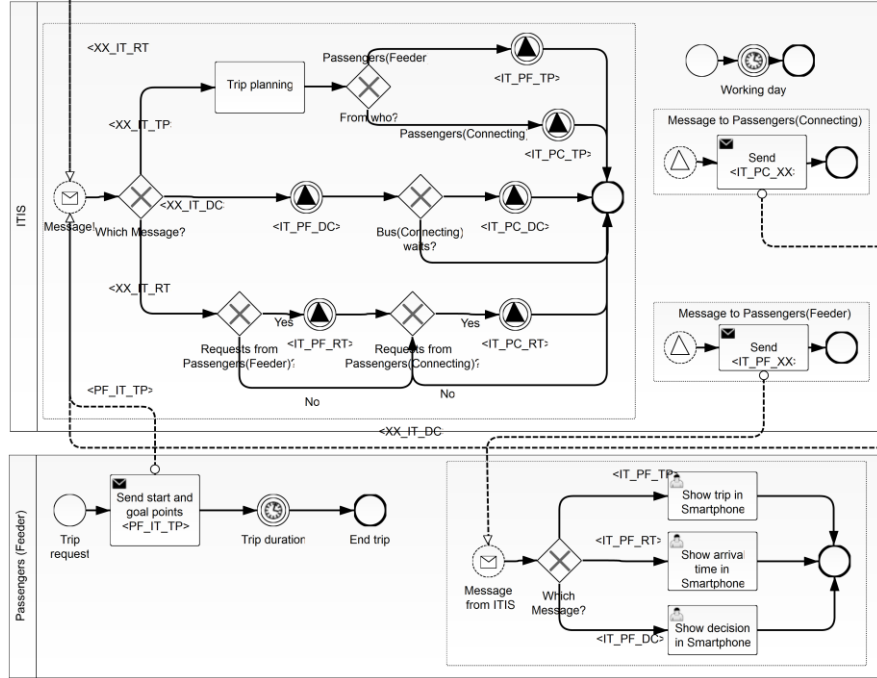 ITIS
<XX_IT_RT
Passengers(Feeder
<IT_PF_TP>
Trip planning
From who?
<XX_IT_TP
Passengers(Connecting
<IT_PC_TP>
Message!
Which Message?
<XX_IT_DC
<IT_PF_DC>
Bus(Connecting)
waits?
<IT_PC_DC>
<XX_IT_RT
Requests from
Passengers(Feeder)?
Yes
<IT_PF_RT>
Requests from
Passengers(Connecting)?
Yes
<IT_PC_RT>
No
No
<PF_IT_TP>
<XX_IT_DC
Working day
Message to Passengers(Connecting)
Send
<IT_PC_XX:
Message to Passengers(Feeder)
Send
<IT_PF_XX:
Passengers (Feeder)
Trip
request
Send start and
goal points
<PF_IT_TP>
Trip duration
End trip
Message
from ITIS
Which
Message?
<IT_PF_TP>
Show trip in
Smartphone
<IT_PF_RT>
Show arrival
time in
Smartphone
<IT_PF_DC>
Show decision
in Smartphone